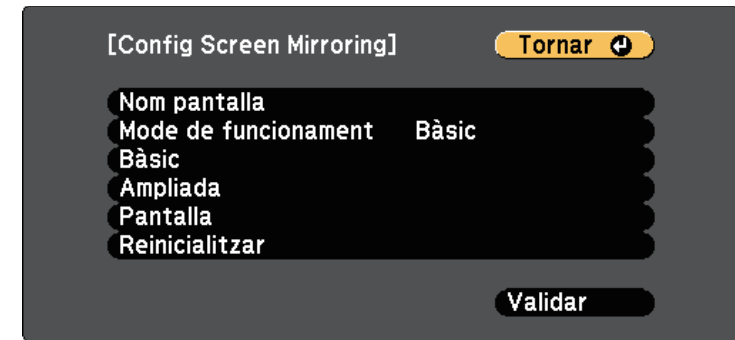 [Config Screen Mirroring] Tornar
Nom pantalla
Mode de funcionament Bàsic
Bàsic
Ampliada
Pantalla
Reinicialitzar
Validar